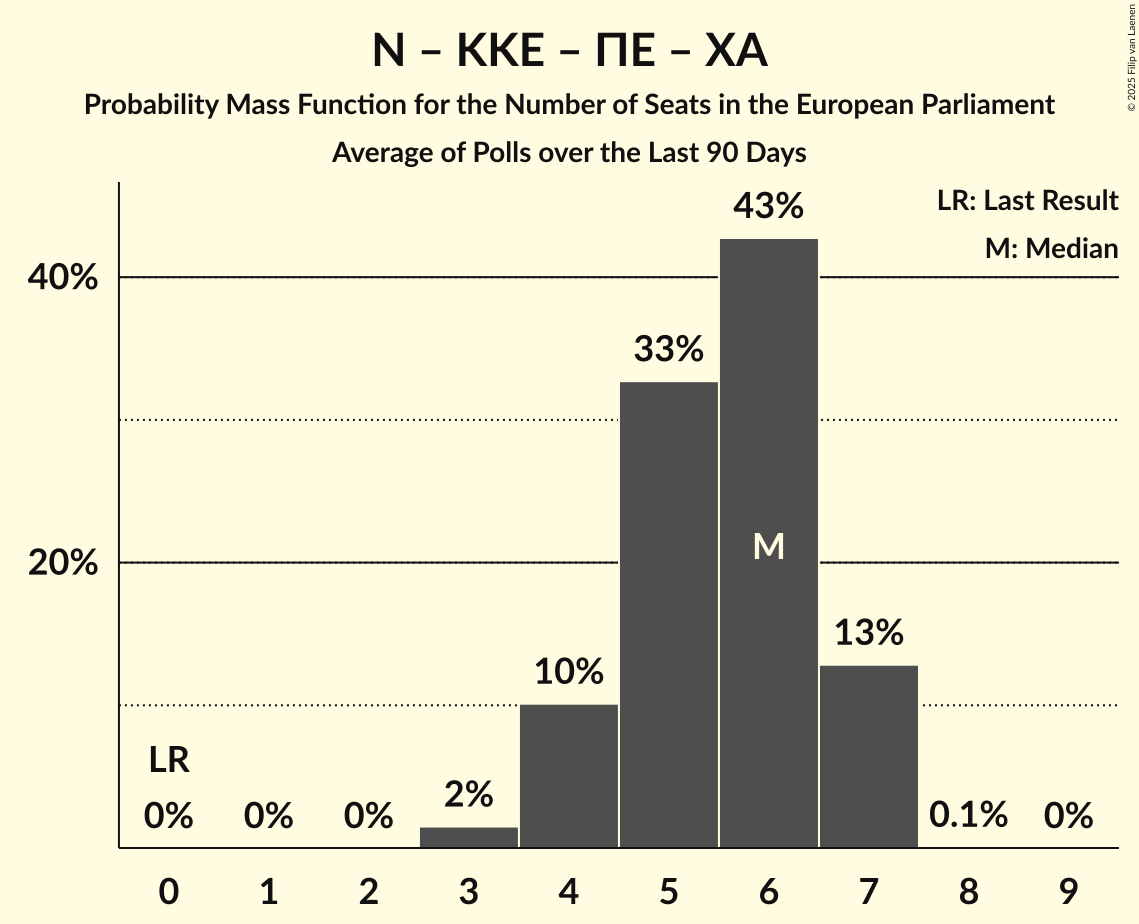 N – KKE – ΠΕ – ΧΑ
Probability Mass Function for the Number of Seats in the European Parliament
Average of Polls over the Last 90 Days
© 2025 Filip van Laenen
LR: Last Result
M: Median
40%
20%
LR
0%
0%
0%
2%
10%
33%
43%
M
13%
0.1%
0%
0 1 2 3 4 5 6 7 8 9